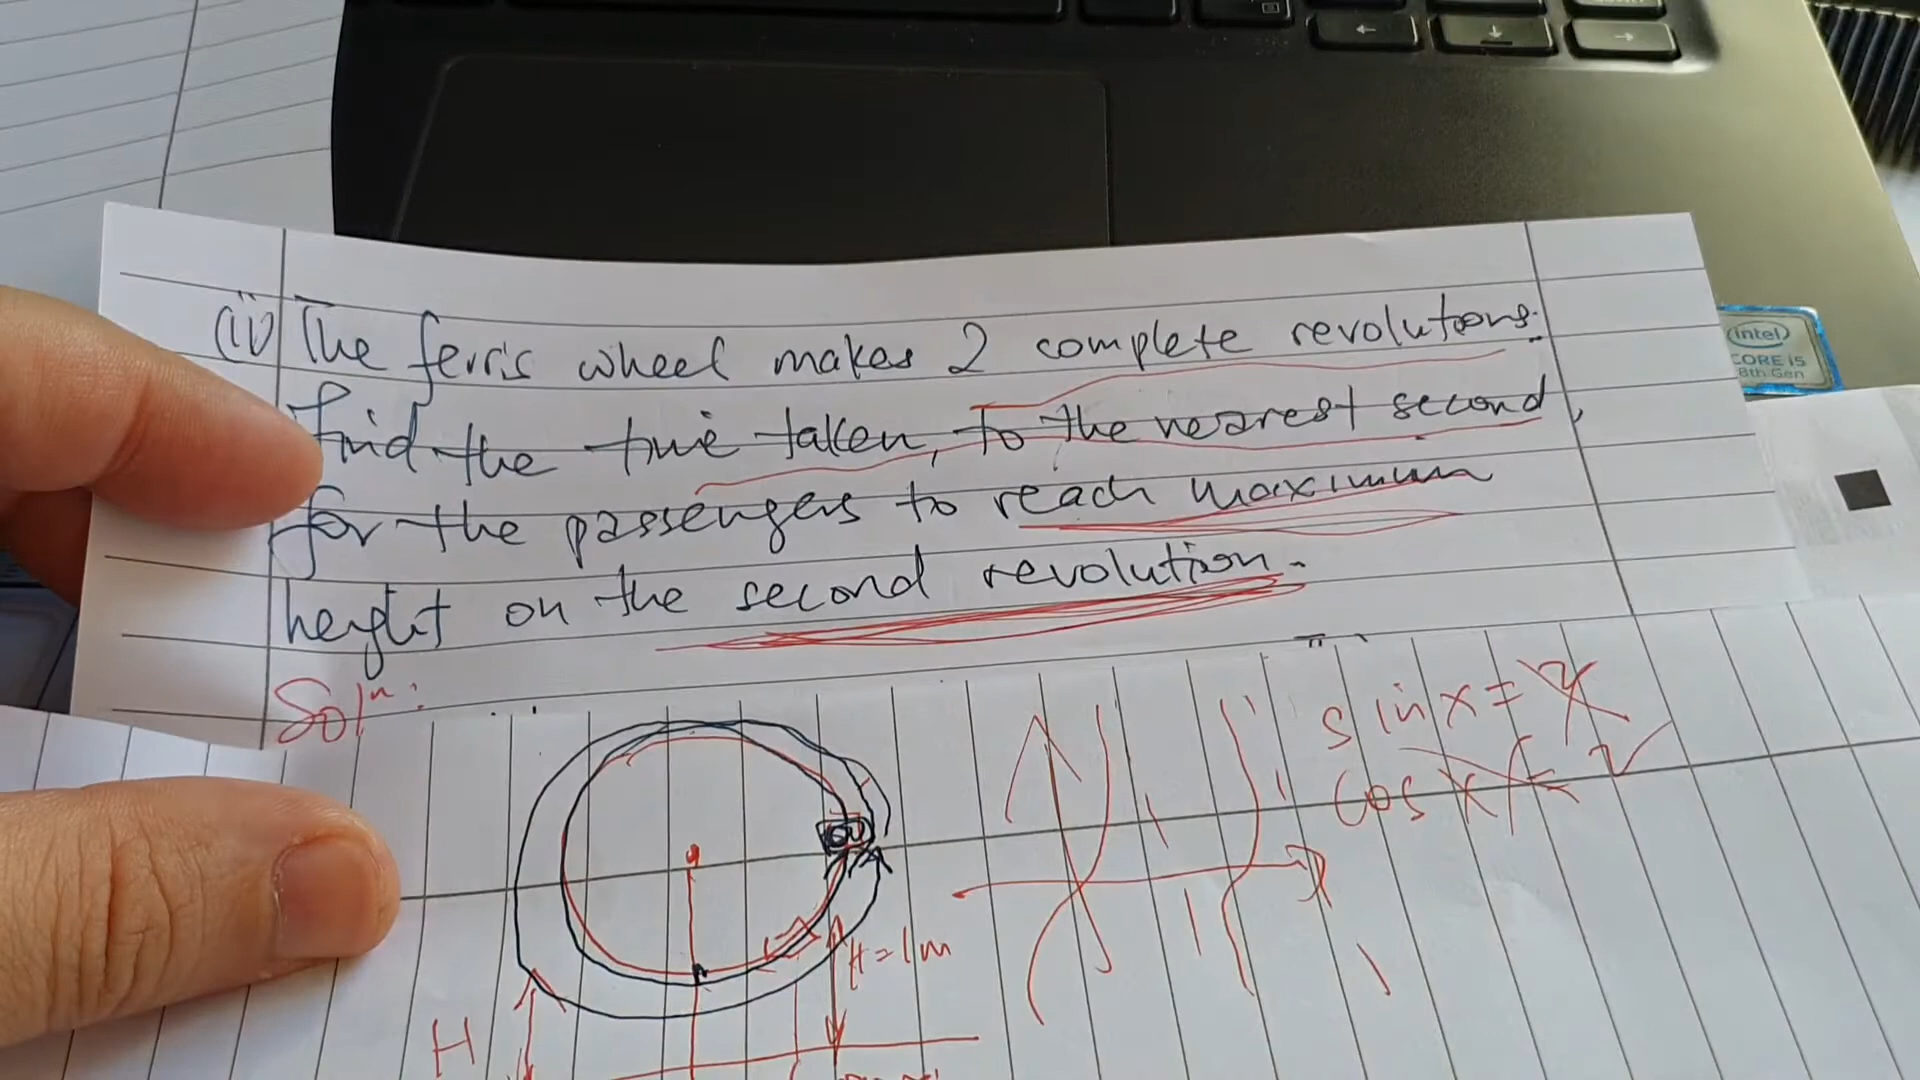 (ii) The ferris wheel makes 2 complete revolutions.
Find the time taken, to the nearest second,
for the passengers to reach maximum
height on the second revolution.
Solⁿ:
sin x =
cos x =
H = 1m
H
intel
CORE i5
8th Gen